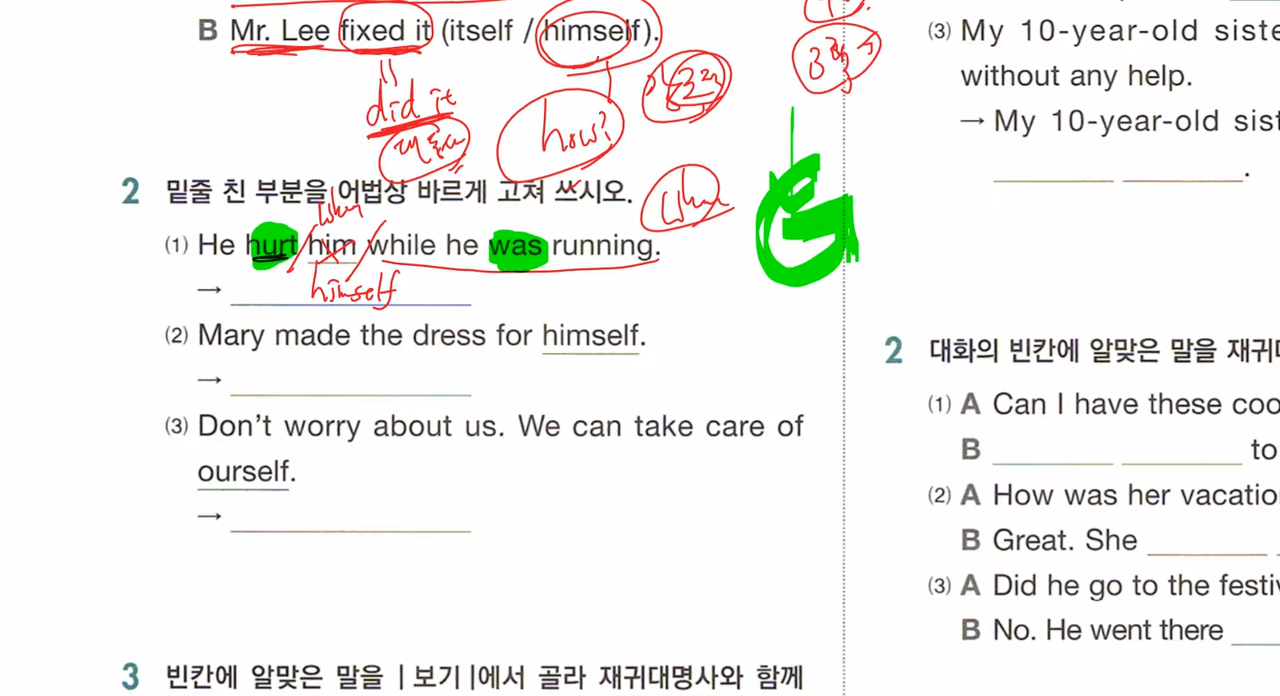 B Mr. Lee fixed it (itself / himself).
did it
how?
2 밑줄 친 부분을 어법상 바르게 고쳐 쓰시오.
(1) He hurt him while he was running.
→ himself
(2) Mary made the dress for himself.
→
(3) Don't worry about us. We can take care of
ourself.
→
3 빈칸에 알맞은 말을 | 보기 |에서 골라 재귀대명사와 함께
(3) My 10-year-old siste
without any help.
→ My 10-year-old sist
2 대화의 빈칸에 알맞은 말을 재귀
(1) A Can I have these coo
B to
(2) A How was her vacatio
B Great. She
(3) A Did he go to the festiv
B No. He went there